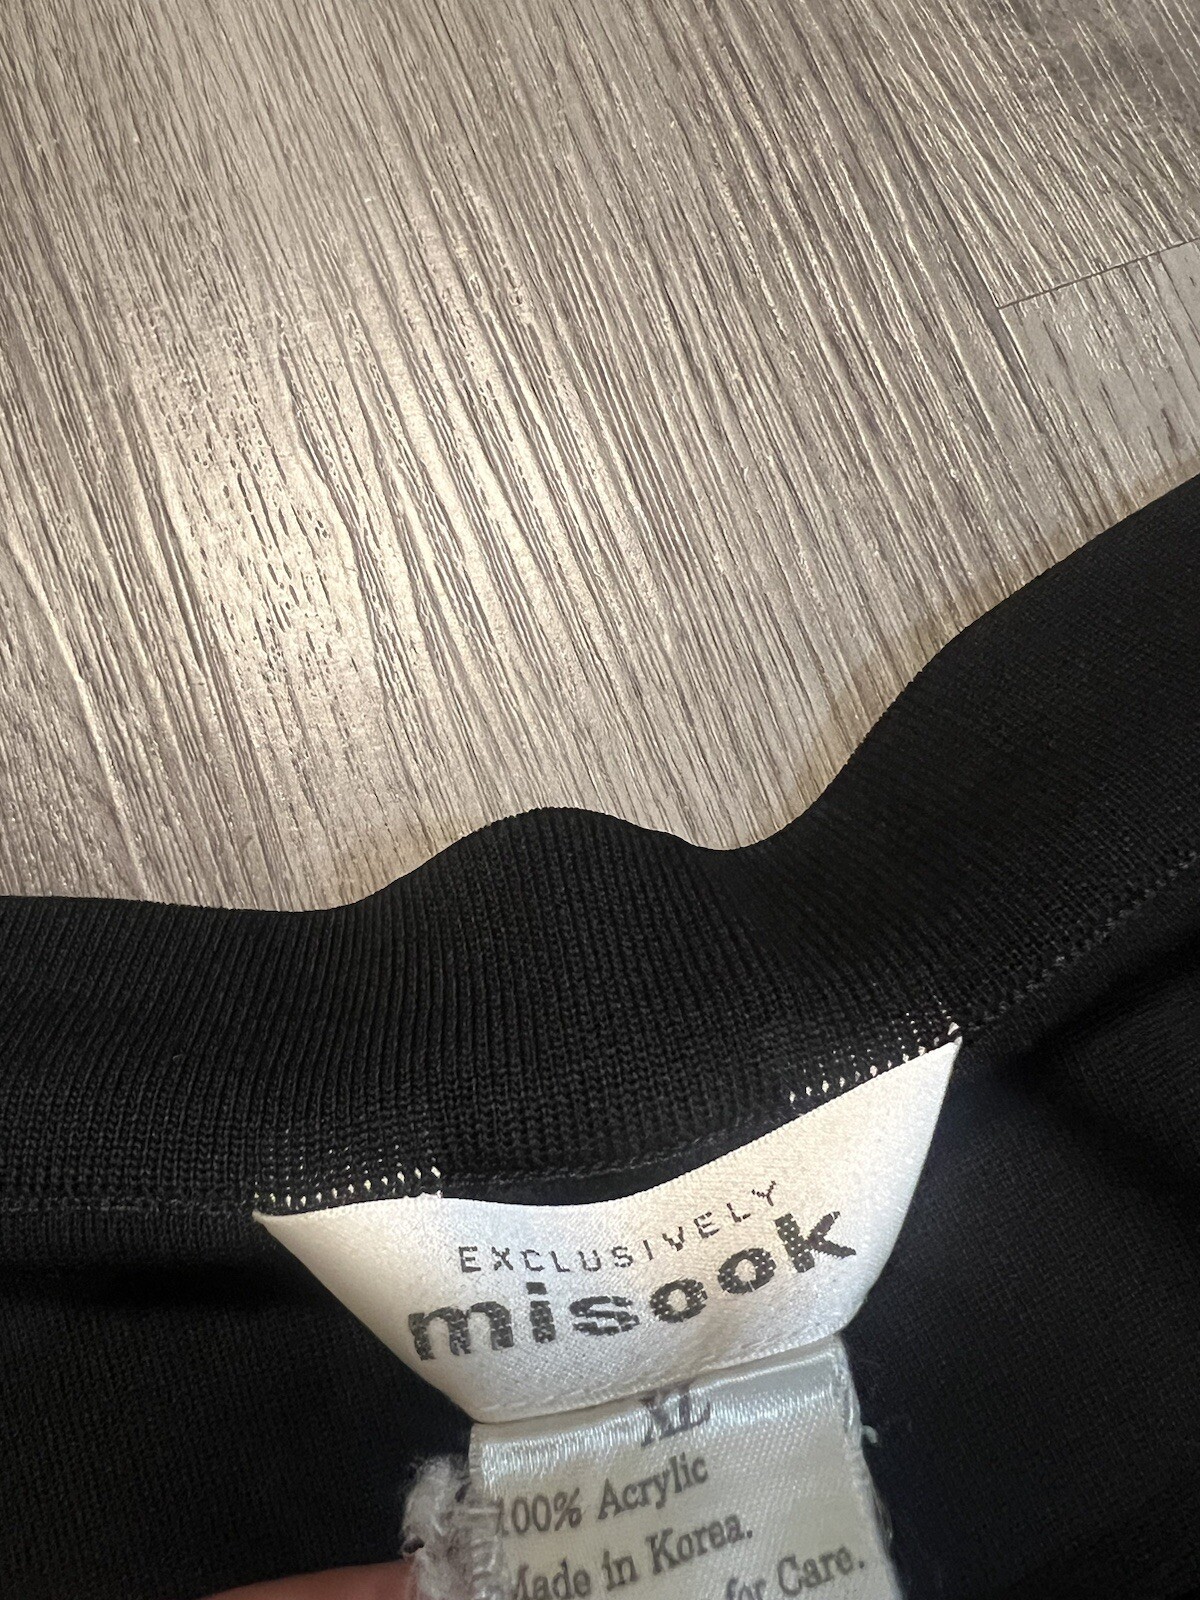 EXCLUSIVELY
misook
XL
100% Acrylic
Made in Korea.
for Care.